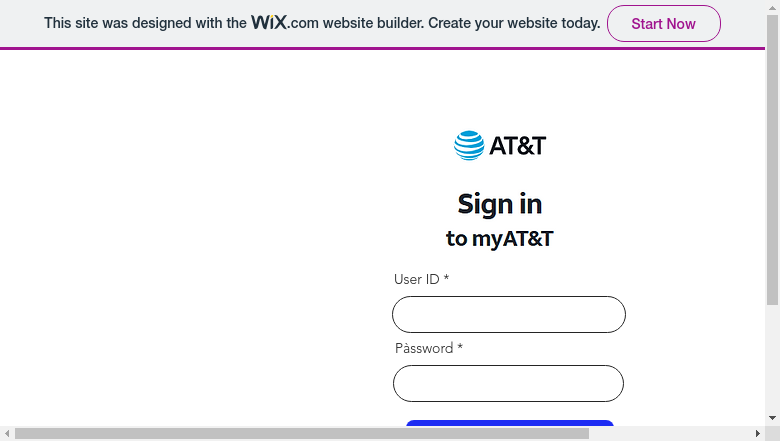 This site was designed with the WiX.com website builder. Create your website today. Start Now
AT&T
Sign in
to myAT&T
User ID *
Pàssword *